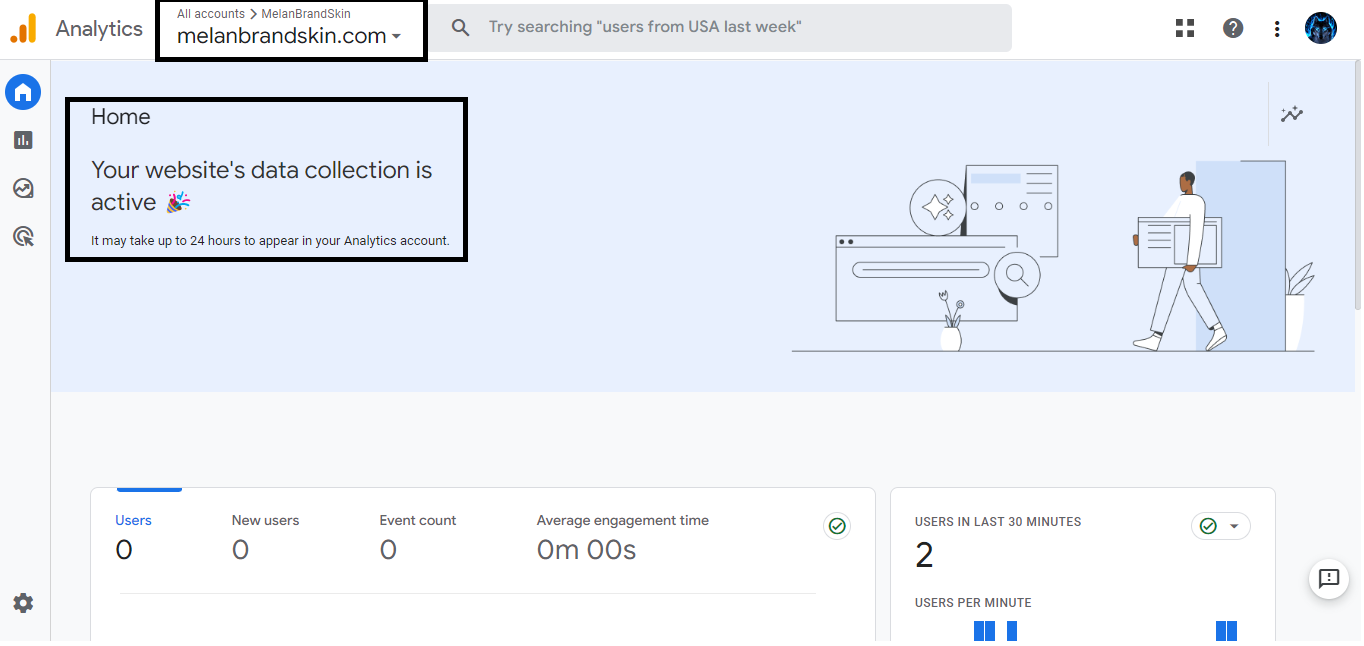 Analytics
All accounts > MelanBrandSkin
melanbrandskin.com
Try searching "users from USA last week"
Home
Your website's data collection is
active 🎉
It may take up to 24 hours to appear in your Analytics account.
Users
New users
Event count
Average engagement time
0
0
0
0m 00s
USERS IN LAST 30 MINUTES
2
USERS PER MINUTE